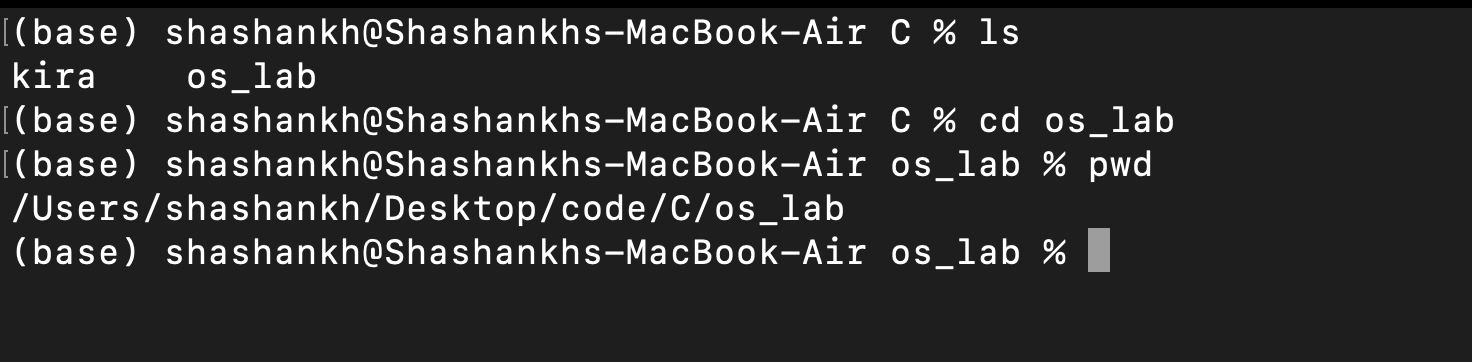 [(base) shashankh@Shashankhs-MacBook-Air C % ls
kira    os_lab
[(base) shashankh@Shashankhs-MacBook-Air C % cd os_lab
[(base) shashankh@Shashankhs-MacBook-Air os_lab % pwd
/Users/shashankh/Desktop/code/C/os_lab
(base) shashankh@Shashankhs-MacBook-Air os_lab %